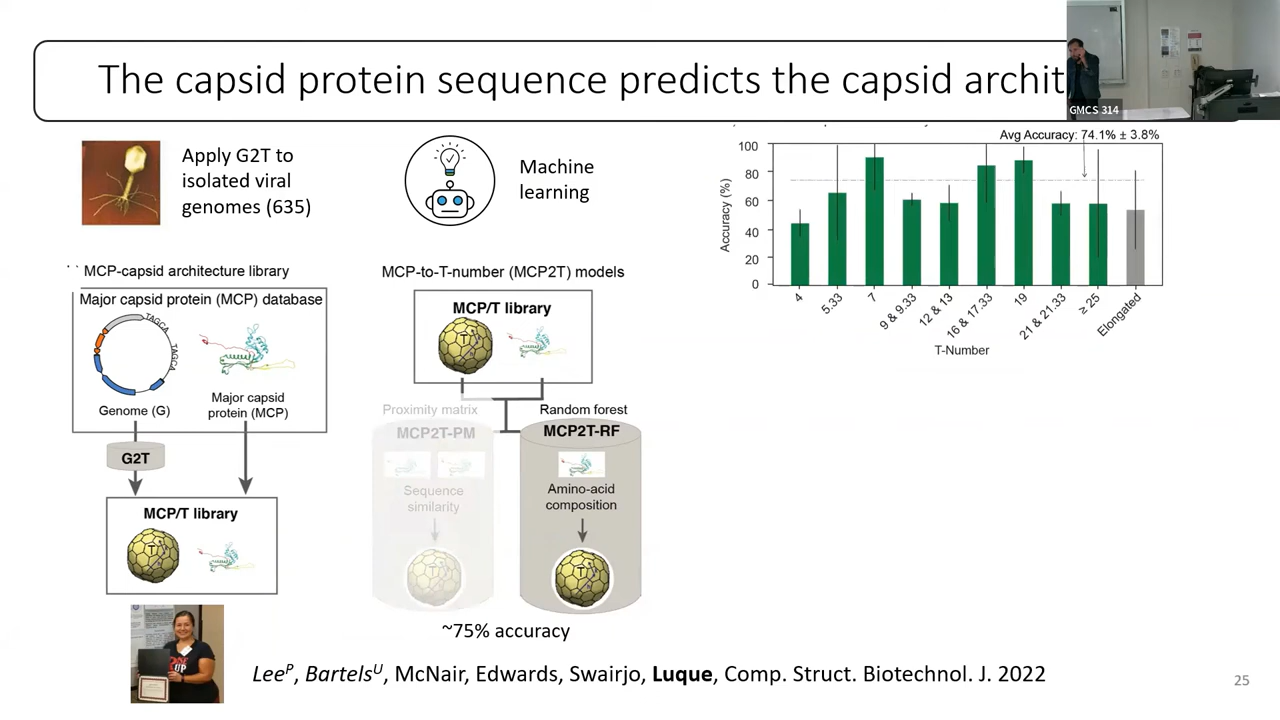 The capsid protein sequence predicts the capsid archit
GMCS 314
Apply G2T to
isolated viral
genomes (635)
Machine
learning
MCP-capsid architecture library
Major capsid protein (MCP) database
TAGCA
TAGCA
Genome (G)
Major capsid
protein (MCP)
G2T
MCP/T library
T
MCP-to-T-number (MCP2T) models
MCP/T library
T
Proximity matrix
MCP2T-PM
Sequence
similarity
T
Random forest
MCP2T-RF
Amino-acid
composition
T
~75% accuracy
Avg Accuracy: 74.1% ± 3.8%
Accuracy (%)
100
80
60
40
20
0
4
5.33
7
9 & 9.33
12 & 13
16 & 17.33
19
21 & 21.33
≥ 25
Elongated
T-Number
Leeᴾ, Bartelsᵁ, McNair, Edwards, Swairjo, Luque, Comp. Struct. Biotechnol. J. 2022
25